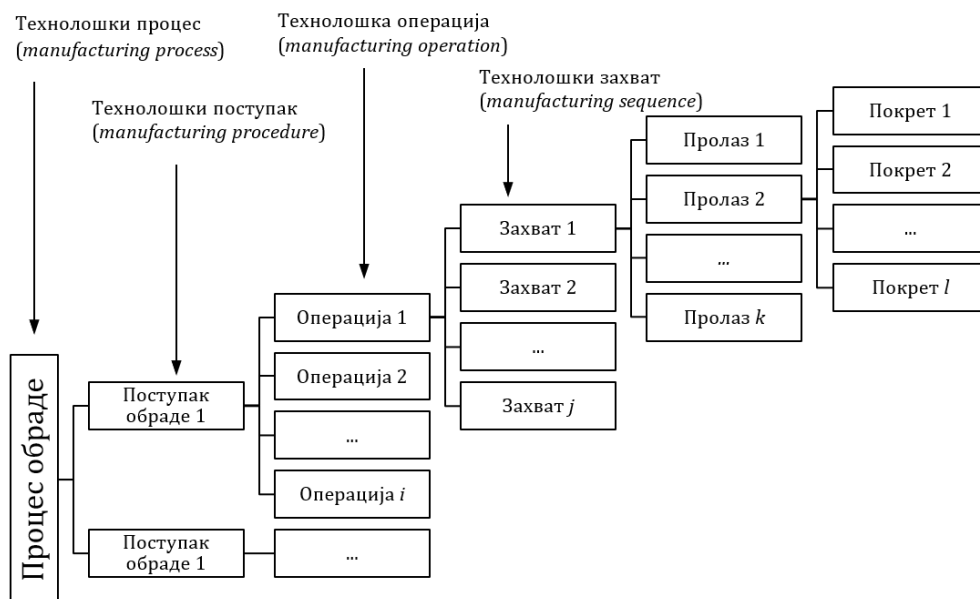 Технолошки процес
(manufacturing process)
Технолошки поступак
(manufacturing procedure)
Технолошка операција
(manufacturing operation)
Технолошки захват
(manufacturing sequence)
Процес обраде
Поступак
обраде 1
Поступак
обраде 1
Операција 1
Операција 2
...
Операција i
...
Захват 1
Захват 2
...
Захват j
Пролаз 1
Пролаз 2
...
Пролаз k
Покрет 1
Покрет 2
...
Покрет l